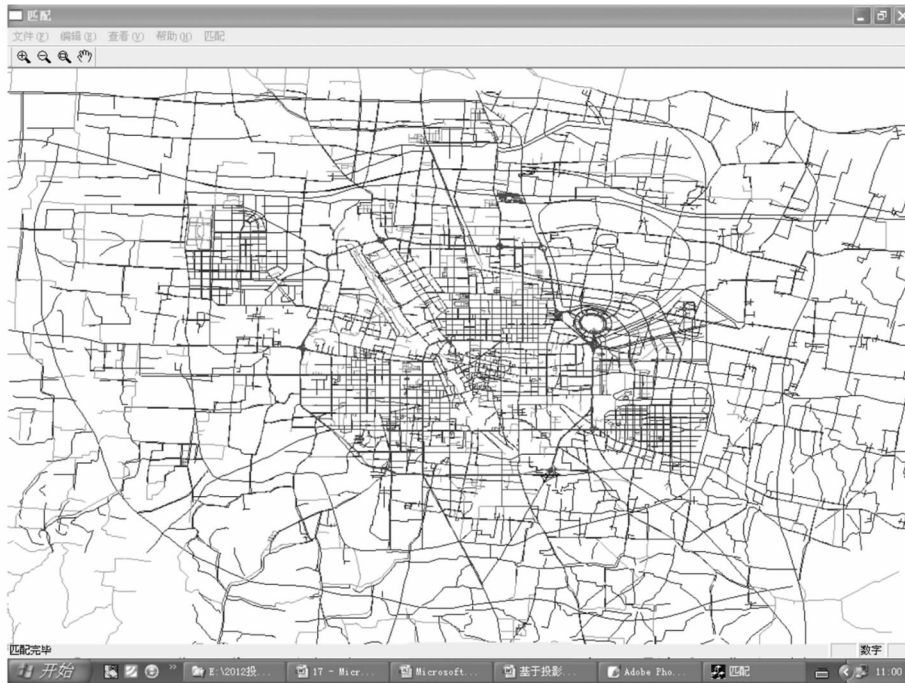 匹配
文件(F) 编辑(E) 查看(V) 帮助(H) 匹配
匹配完毕 数字
开始 » E:\2012投... 17 - Micr... Microsoft... 基于投影... Adobe Pho... 匹配 11:00